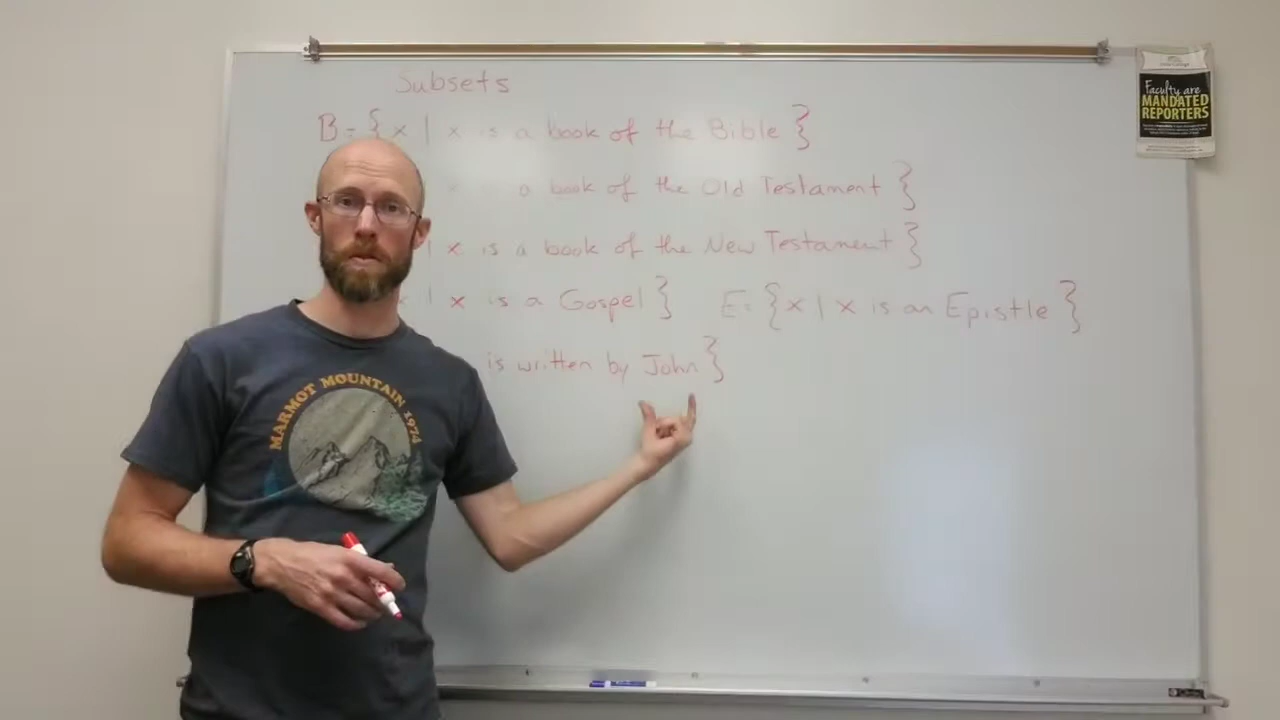 Subsets
B = { x | x is a book of the Bible }
x a book of the Old Testament }
| x is a book of the New Testament }
| x is a Gospel } E = { x | x is an Epistle }
is written by John }
Faculty are
MANDATED
REPORTERS
MARMOT MOUNTAIN 1974